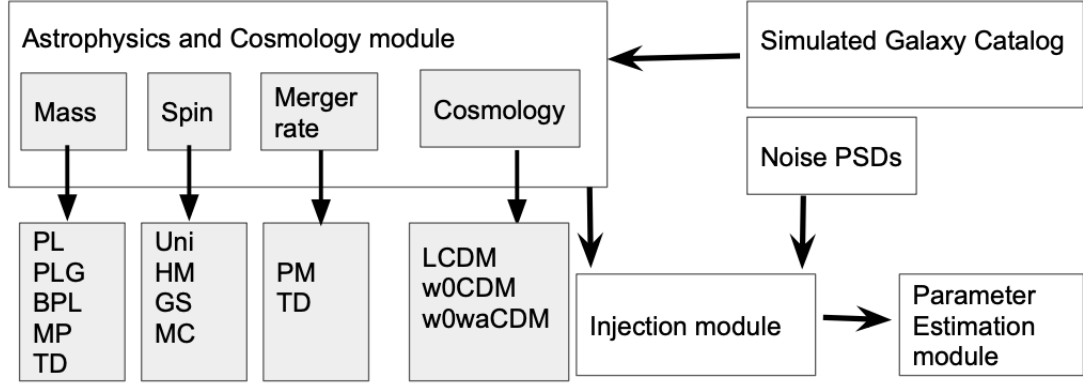 Astrophysics and Cosmology module
Mass
Spin
Merger
rate
Cosmology
Simulated Galaxy Catalog
Noise PSDs
PL
PLG
BPL
MP
TD
Uni
HM
GS
MC
PM
TD
LCDM
w0CDM
w0waCDM
Injection module
Parameter
Estimation
module